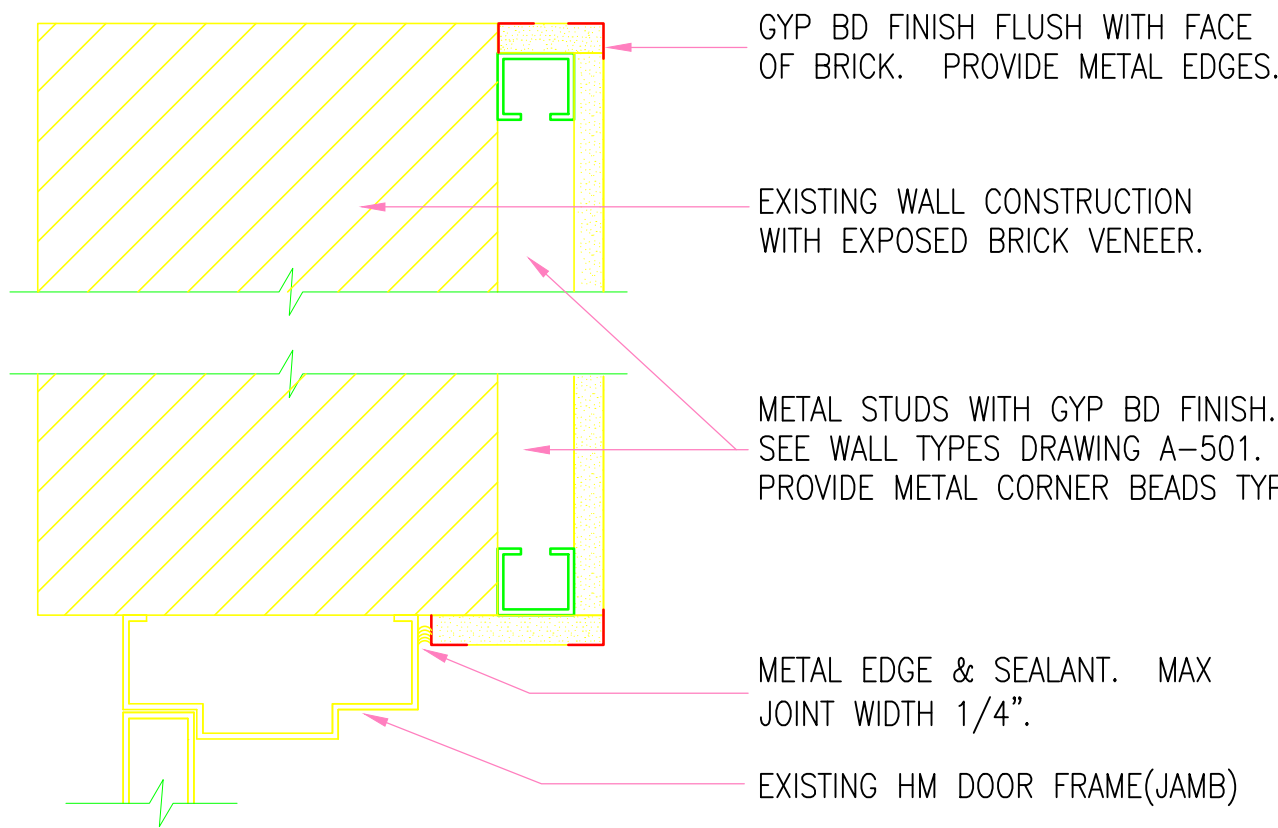 GYP BD FINISH FLUSH WITH FACE
OF BRICK. PROVIDE METAL EDGES.
EXISTING WALL CONSTRUCTION
WITH EXPOSED BRICK VENEER.
METAL STUDS WITH GYP BD FINISH.
SEE WALL TYPES DRAWING A-501.
PROVIDE METAL CORNER BEADS TYP
METAL EDGE & SEALANT. MAX
JOINT WIDTH 1/4”.
EXISTING HM DOOR FRAME(JAMB)